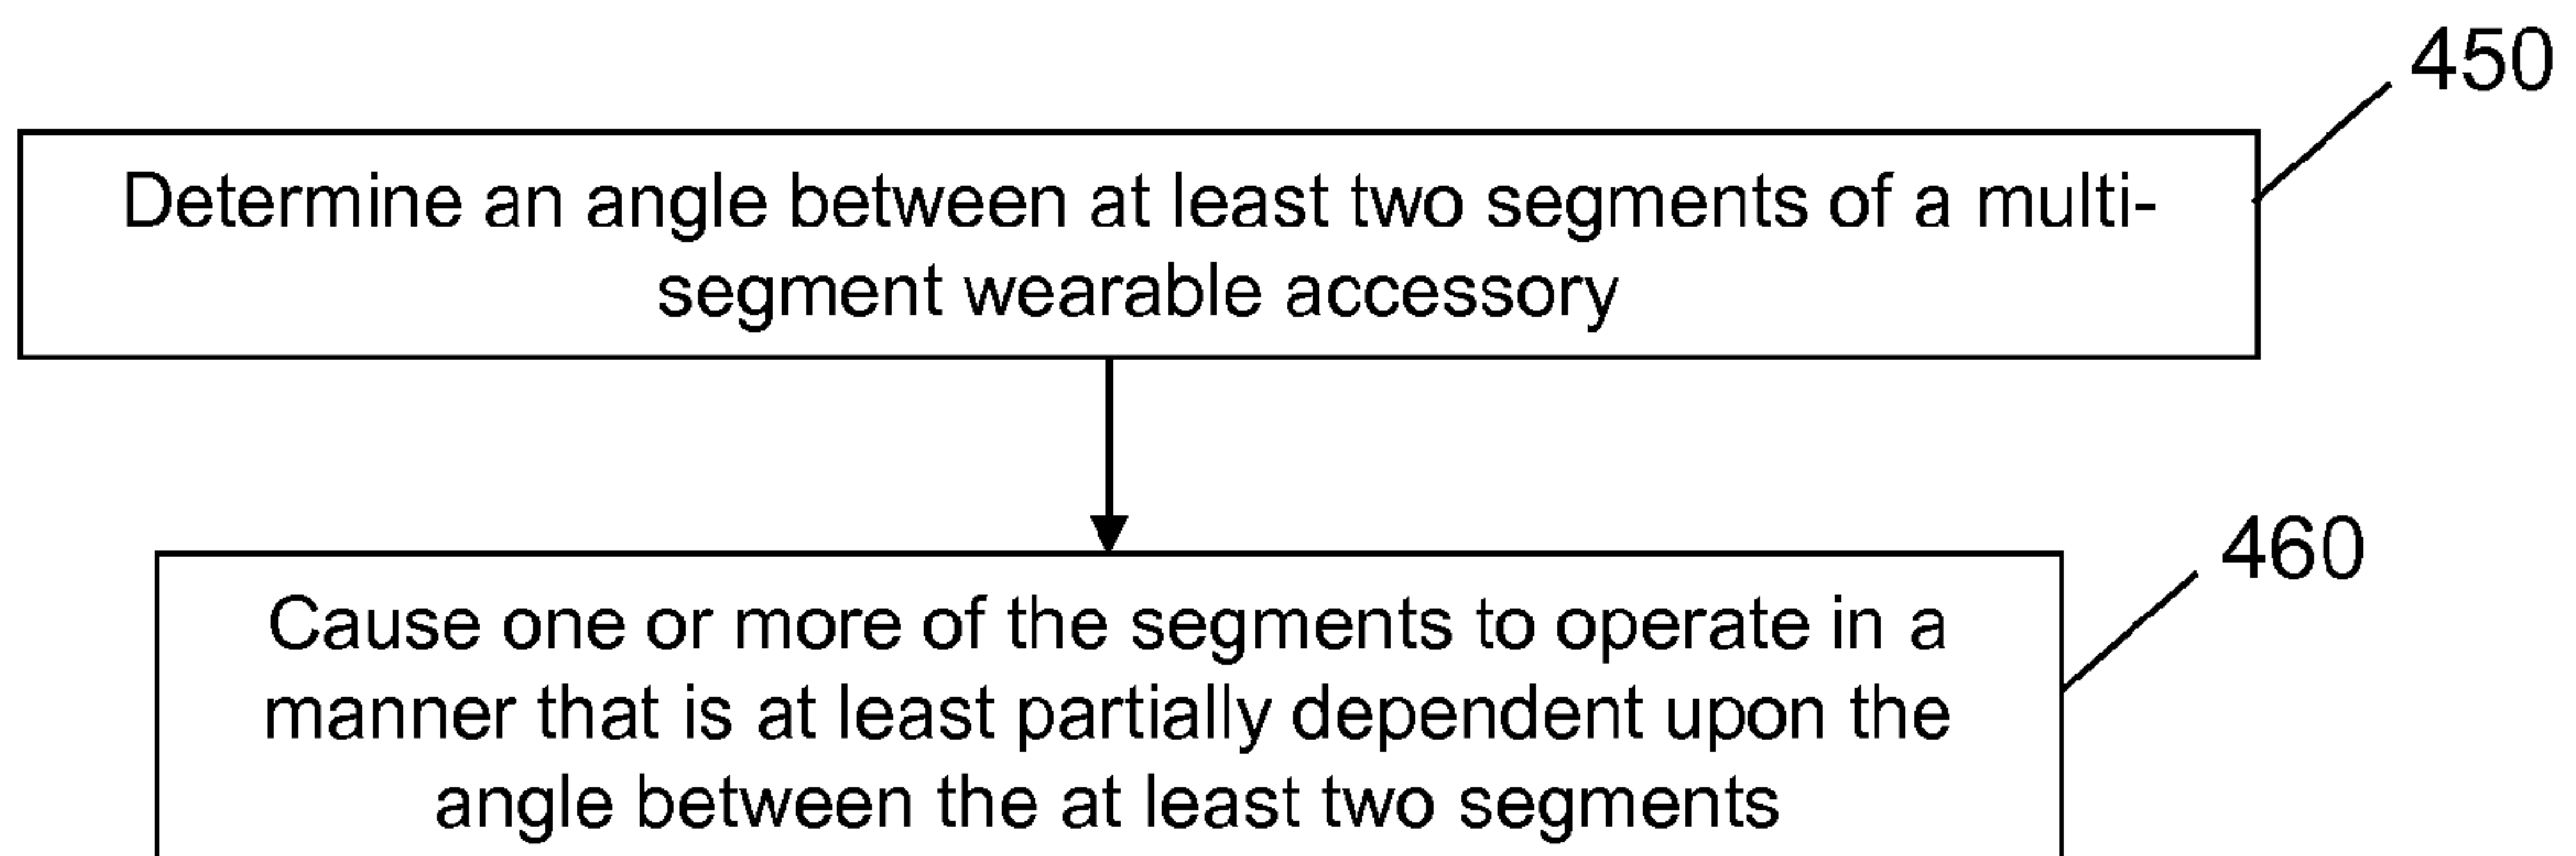 450
Determine an angle between at least two segments of a multi-
segment wearable accessory
460
Cause one or more of the segments to operate in a
manner that is at least partially dependent upon the
angle between the at least two segments